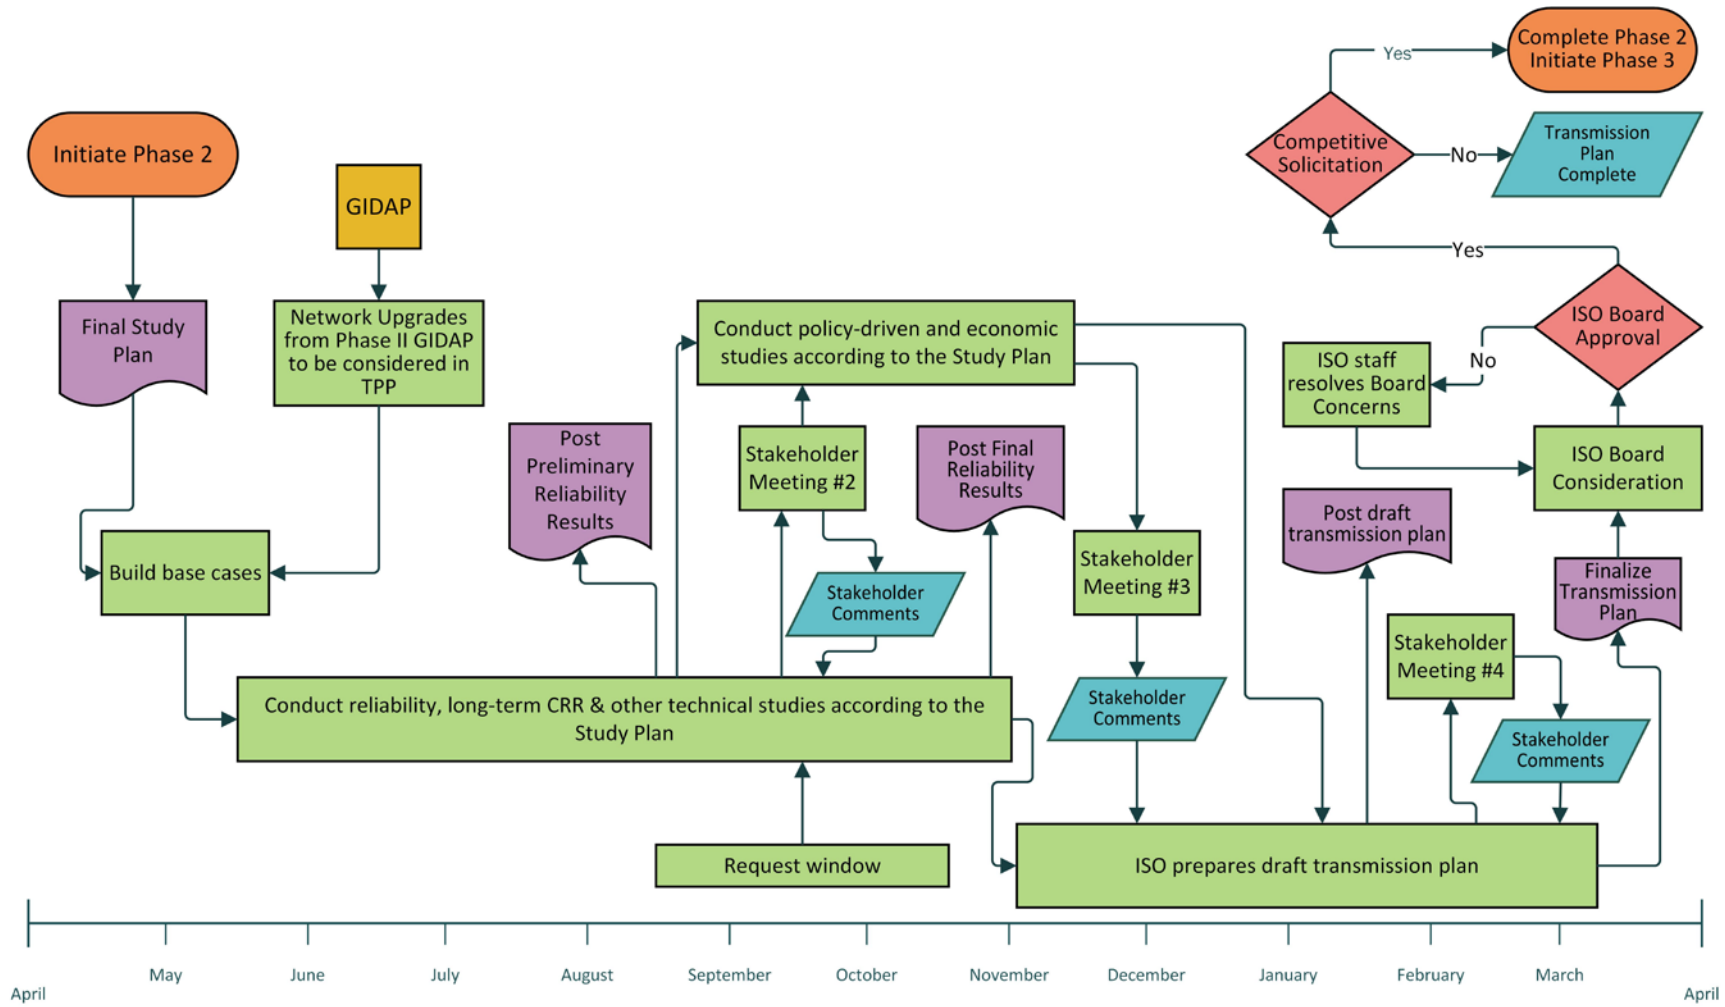 Complete Phase 2
Initiate Phase 3
Yes
Initiate Phase 2
Competitive
Solicitation
No
Transmission
Plan
Complete
GIDAP
Yes
Final Study
Plan
Network Upgrades
from Phase II GIDAP
to be considered in
TPP
Conduct policy-driven and economic
studies according to the Study Plan
ISO Board
Approval
No
ISO staff
resolves Board
Concerns
Post
Preliminary
Reliability
Results
Stakeholder
Meeting #2
Post Final
Reliability
Results
ISO Board
Consideration
Post draft
transmission plan
Build base cases
Stakeholder
Comments
Stakeholder
Meeting #3
Finalize
Transmission
Plan
Stakeholder
Meeting #4
Conduct reliability, long-term CRR & other technical studies according to the
Study Plan
Stakeholder
Comments
Stakeholder
Comments
Request window
ISO prepares draft transmission plan
April
May
June
July
August
September
October
November
December
January
February
March
April